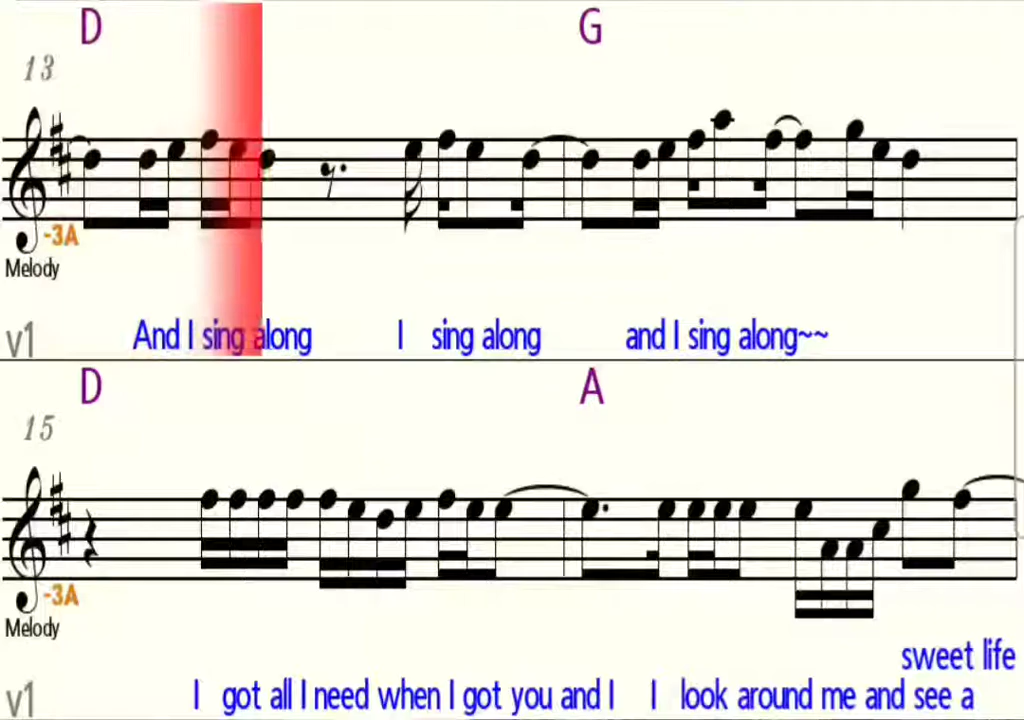 D G
13
-3A
Melody
v1 And I sing along I sing along and I sing along~~
D A
15
-3A
Melody
sweet life
v1 I got all I need when I got you and I I look around me and see a